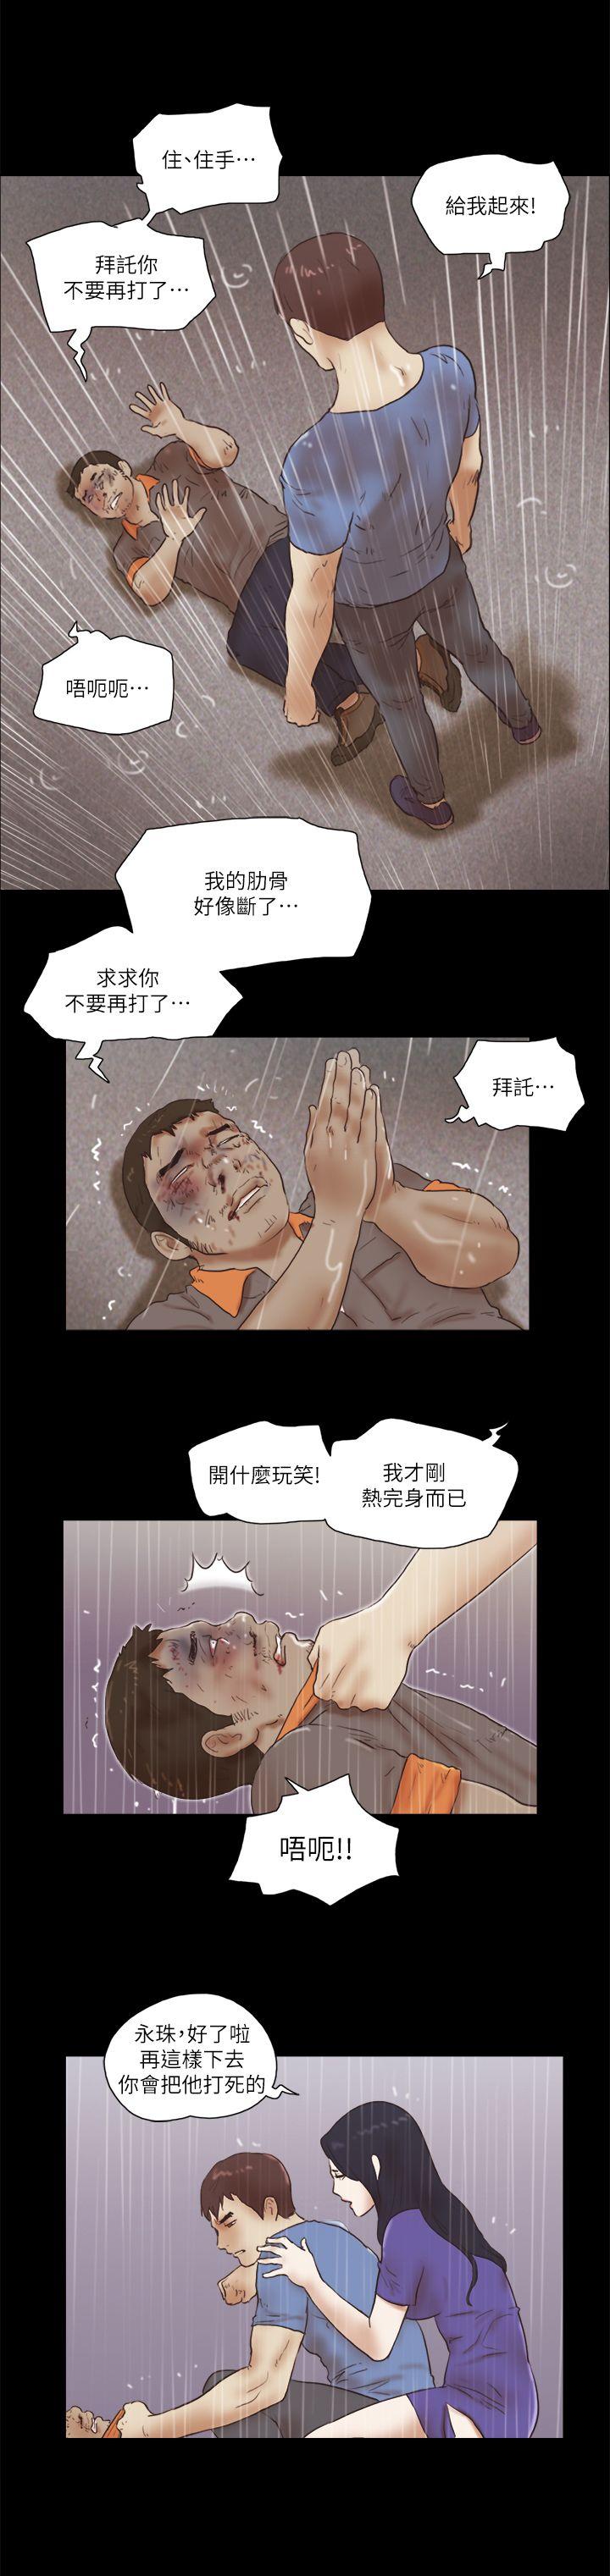 住、住手…
給我起來!
拜託你
不要再打了…
唔呃呃…
我的肋骨
好像斷了…
求求你
不要再打了…
拜託…
開什麼玩笑!
我才剛
熱完身而已
唔呃!!
永珠,好了啦
再這樣下去
你會把他打死的